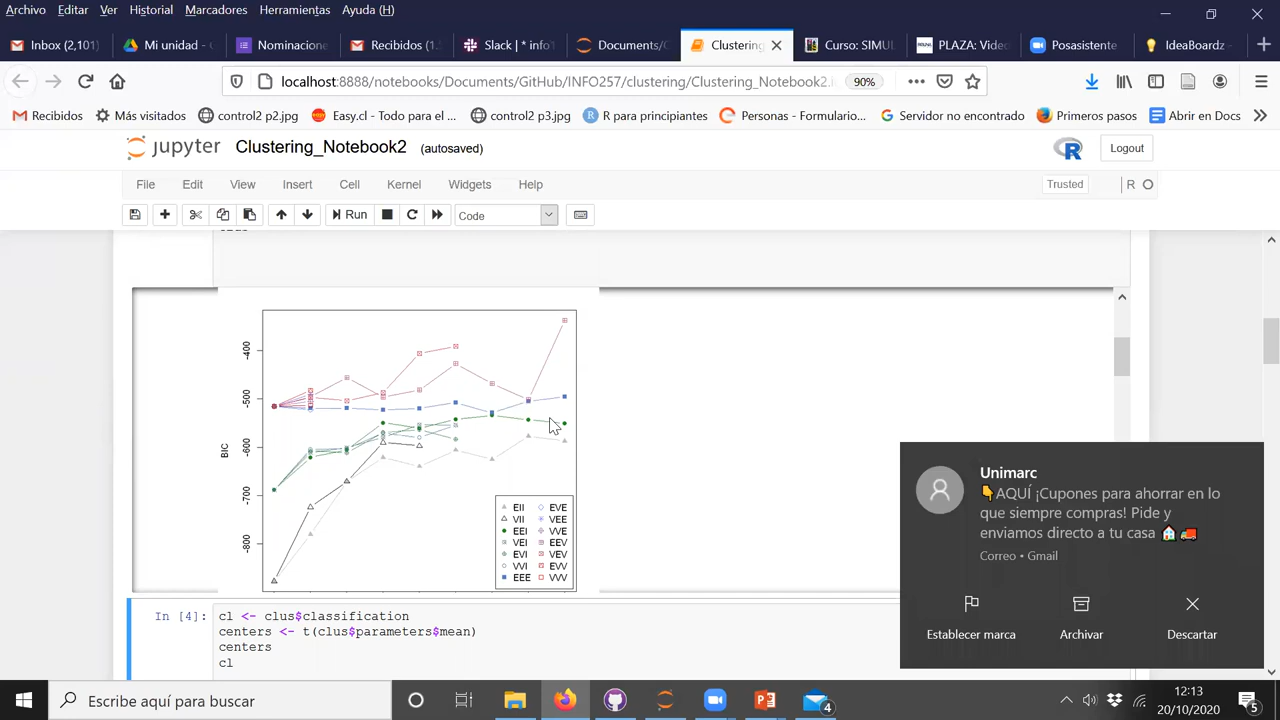 Archivo Editar Ver Historial Marcadores Herramientas Ayuda (H)
Inbox (2,101) Mi unidad - Nominacione Recibidos (1. Slack | * info Documents/ Clustering Curso: SIMUL PLAZA: Vide Posasistente IdeaBoardz -
localhost:8888/notebooks/Documents/GitHub/INFO257/clustering/Clustering_Notebook2. 90%
Recibidos Más visitados control2 p2.jpg Easy.cl - Todo para el control2 p3.jpg R para principiantes Personas - Formulario... Servidor no encontrado Primeros pasos Abrir en Docs
jupyter Clustering_Notebook2 (autosaved) R Logout
File Edit View Insert Cell Kernel Widgets Help Trusted R
Run Code
-400
-500
BIC
-600
-700
-800
EII EVE
VII VEE
EEI VVE
VEI EEV
EVI VEV
VVI EVV
EEE VVV
Unimarc
👇AQUÍ ¡Cupones para ahorrar en lo
que siempre compras! Pide y
enviamos directo a tu casa 🏠🚚
Correo • Gmail
Establecer marca Archivar Descartar
In [4]: cl <- clus$classification
centers <- t(clus$parameters$mean)
centers
cl
Escribe aquí para buscar
4
12:13
20/10/2020
5